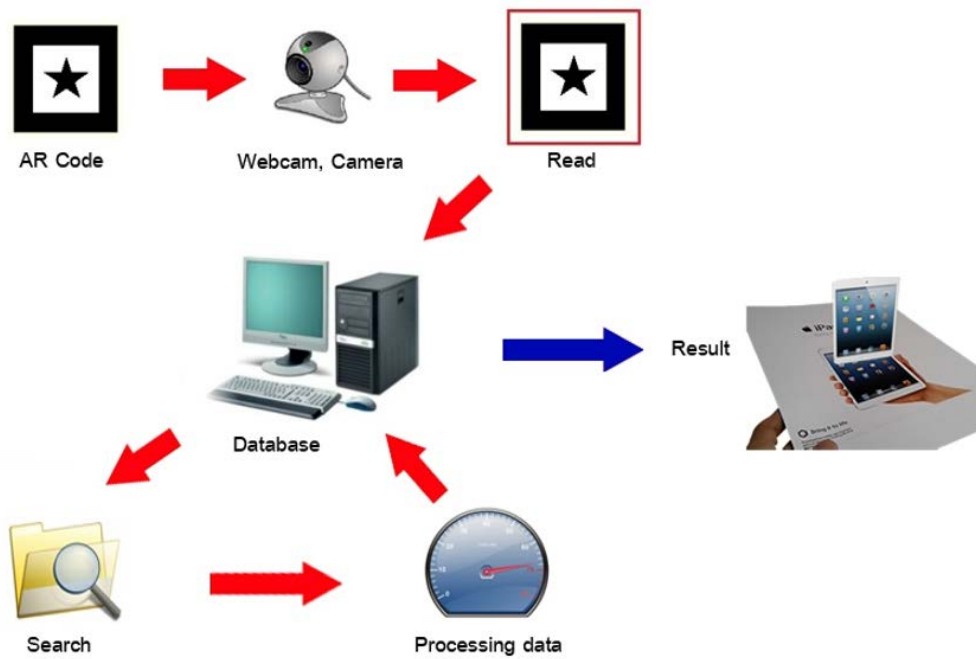 AR Code
Webcam, Camera
Read
Database
Result
Search
Processing data